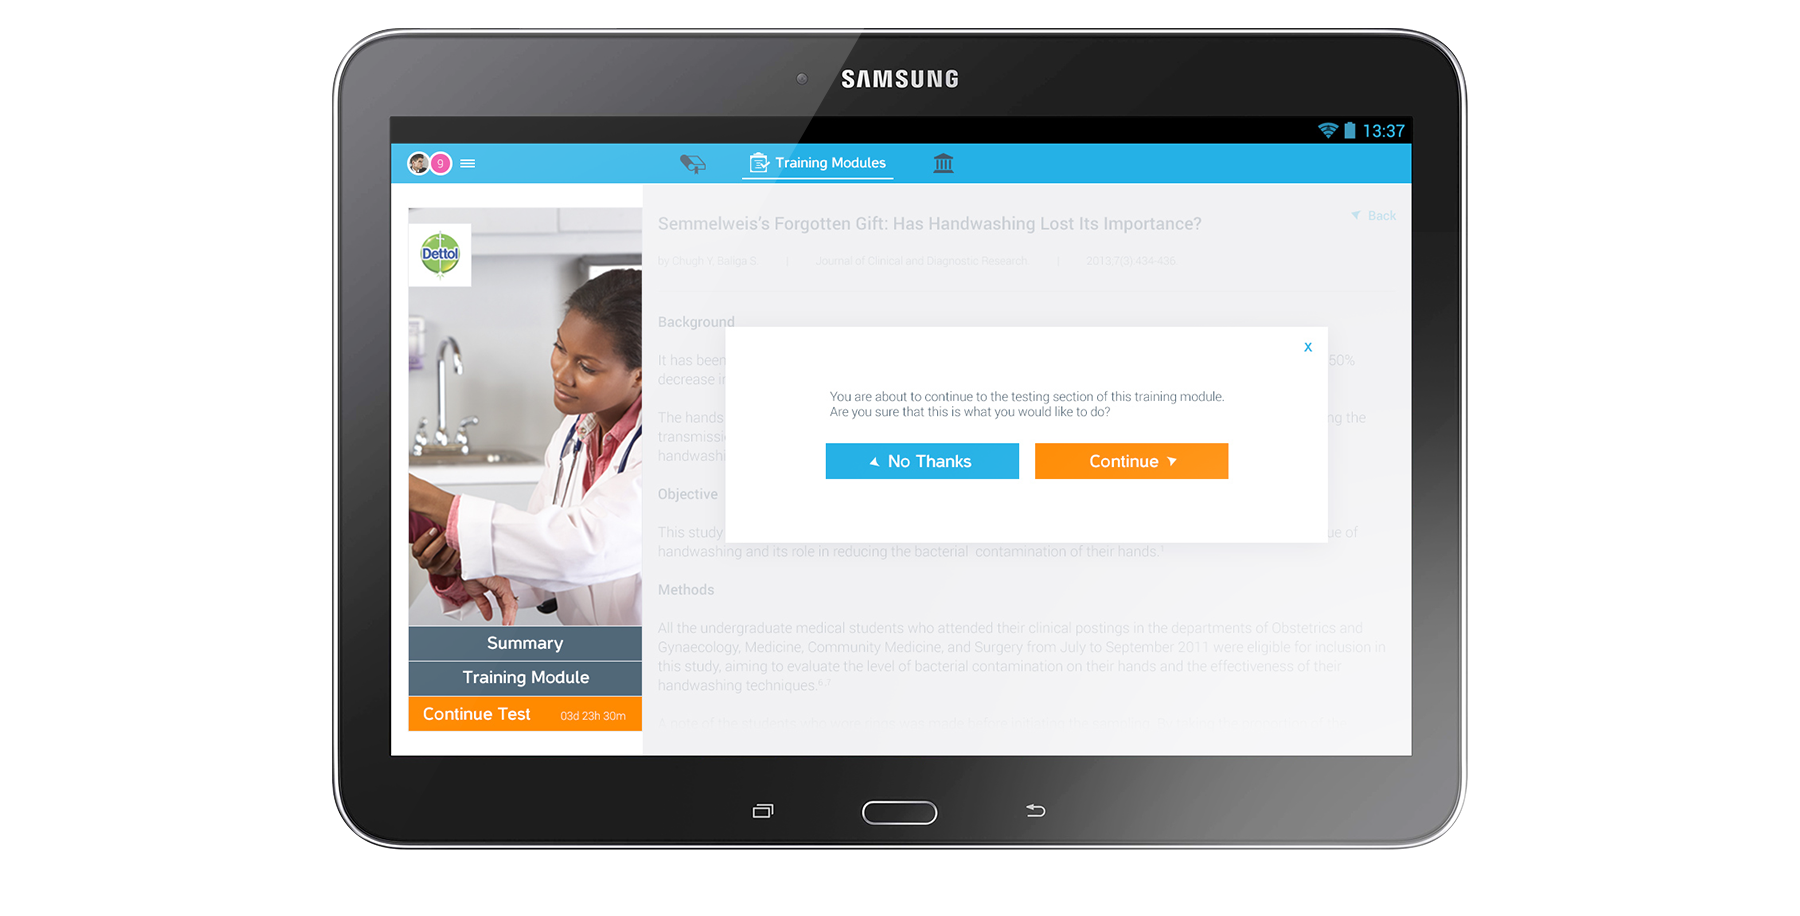 SAMSUNG
13:37
9
Training Modules
Dettol
Semmelweis's Forgotten Gift: Has Handwashing Lost Its Importance?
Back
by Chugh Y, Baliga S | Journal of Clinical and Diagnostic Research | 2013;7(3) 434-436
Background
It has been 50%
decrease in
The hands ng the
transmissi
handwashi
x
You are about to continue to the testing section of this training module.
Are you sure that this is what you would like to do?
No Thanks
Continue
Objective
This study ue of
handwashing and its role in reducing the bacterial contamination of their hands.
Methods
All the undergraduate medical students who attended their clinical postings in the departments of Obstetrics and
Gynaecology, Medicine, Community Medicine, and Surgery from July to September 2011 were eligible for inclusion in
this study, aiming to evaluate the level of bacterial contamination on their hands and the effectiveness of their
handwashing techniques.
Summary
Training Module
Continue Test 03d 23h 30m